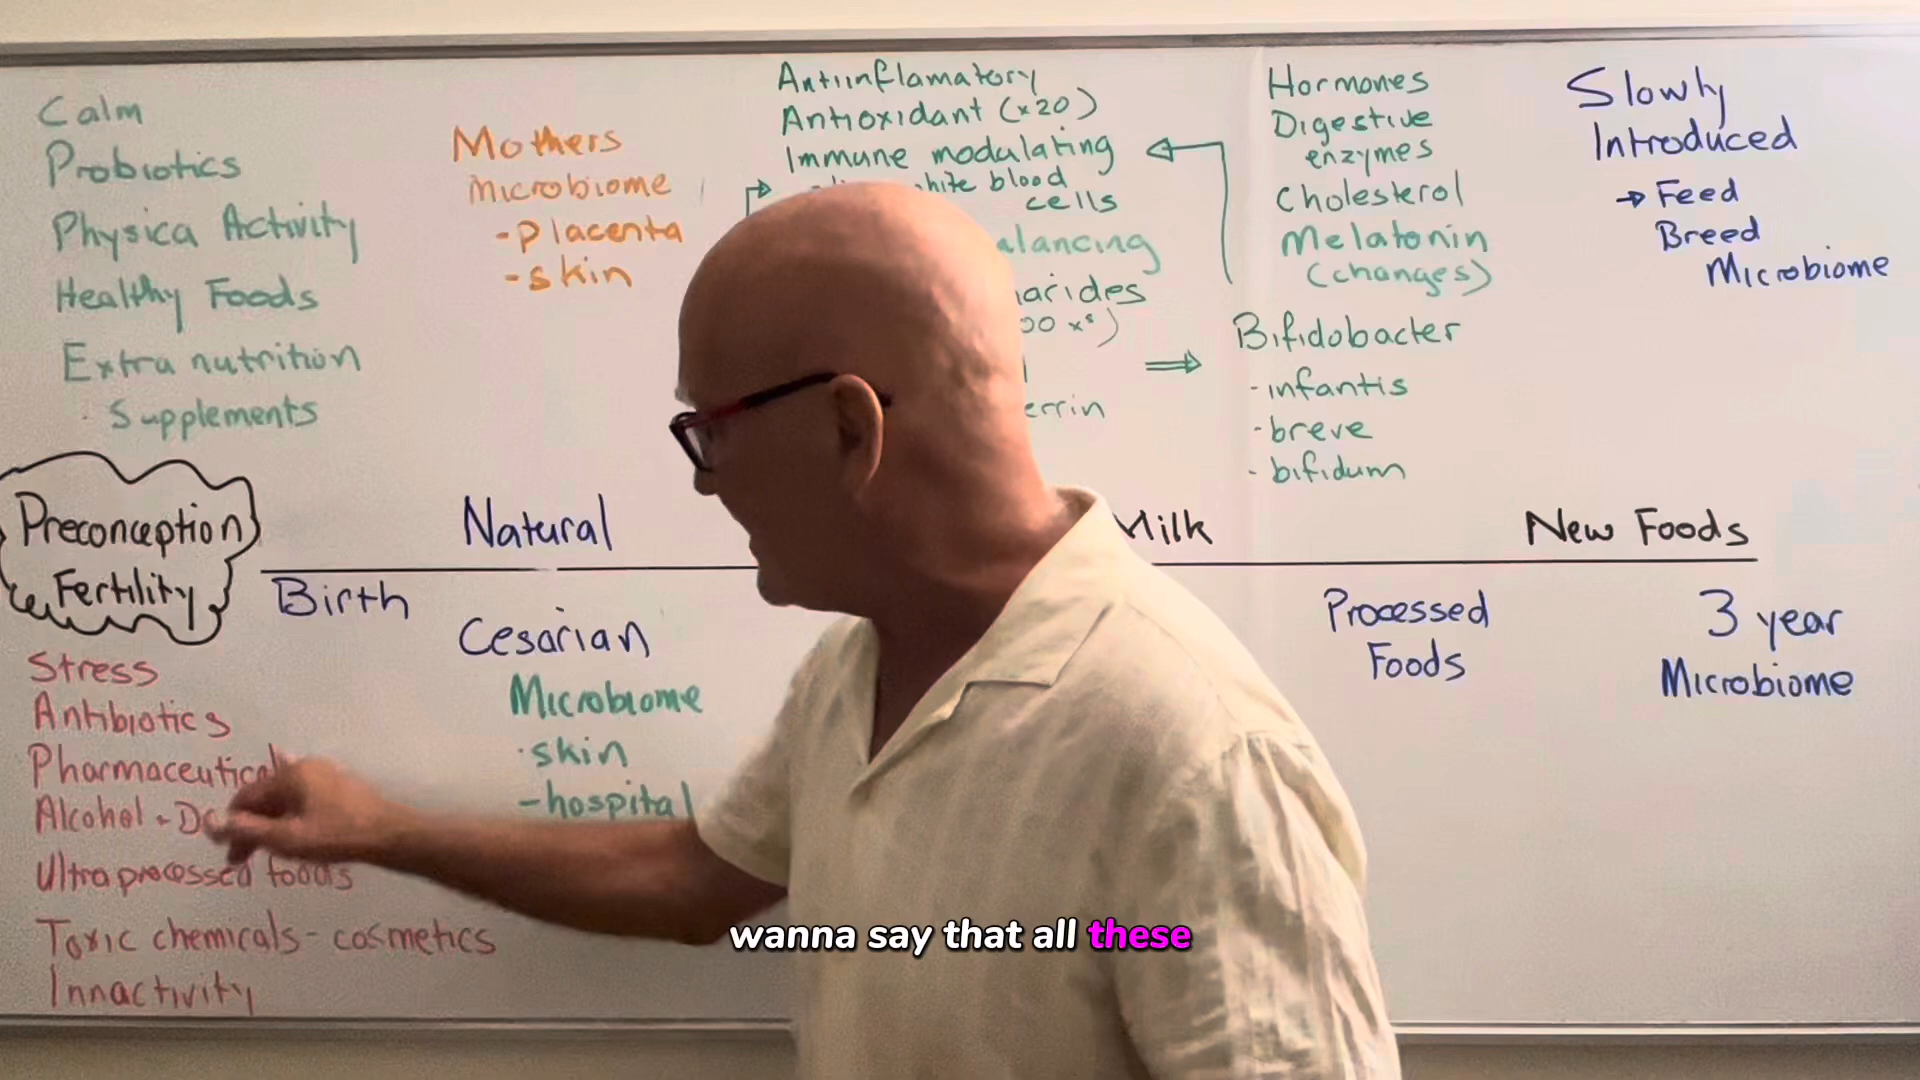 Calm
Probiotics
Physica Activity
Healthy Foods
Extra nutrition
- Supplements
Mothers
Microbiome
- Placenta
- skin
Antiinflamatory
Antioxidant (x20)
Immune modulating
blood
cells
Hormones
Digestive
enzymes
Cholesterol
Melatonin
(changes)
Bifidobacter
- infantis
- breve
- bifidum
Slowly
Introduced
→ Feed
Breed
Microbiome
Preconception
Fertility
Natural
Milk
New Foods
Birth
Cesarian
Microbiome
- skin
- hospital
Processed
Foods
3 year
Microbiome
Stress
Antibiotics
Alcohol
Ultraprocessed foods
Toxic chemicals - cosmetics
Innactivity
wanna say that all these